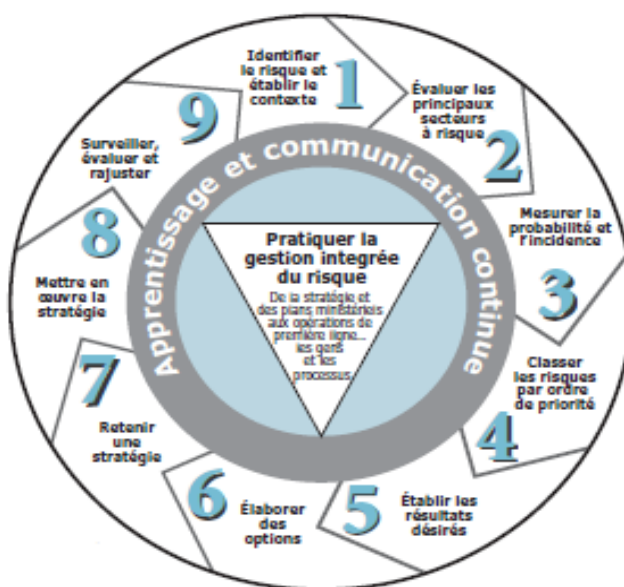 Identifier
le risque et
établir le
contexte
1
Évaluer les
principaux
secteurs
à risque
2
Mesurer la
probabilité et
l'incidence
3
Classer
les risques
par ordre
de priorité
4
Établir les
résultats
désirés
5
Élaborer
des
options
6
Retenir
une
stratégie
7
Mettre en
œuvre la
stratégie
8
Surveiller,
évaluer et
rajuster
9
Apprentissage et communication continue
Pratiquer la
gestion integrée
du risque
De la stratégie et
des plans ministériels
aux opérations de
première ligne...
les gens
et les
processus